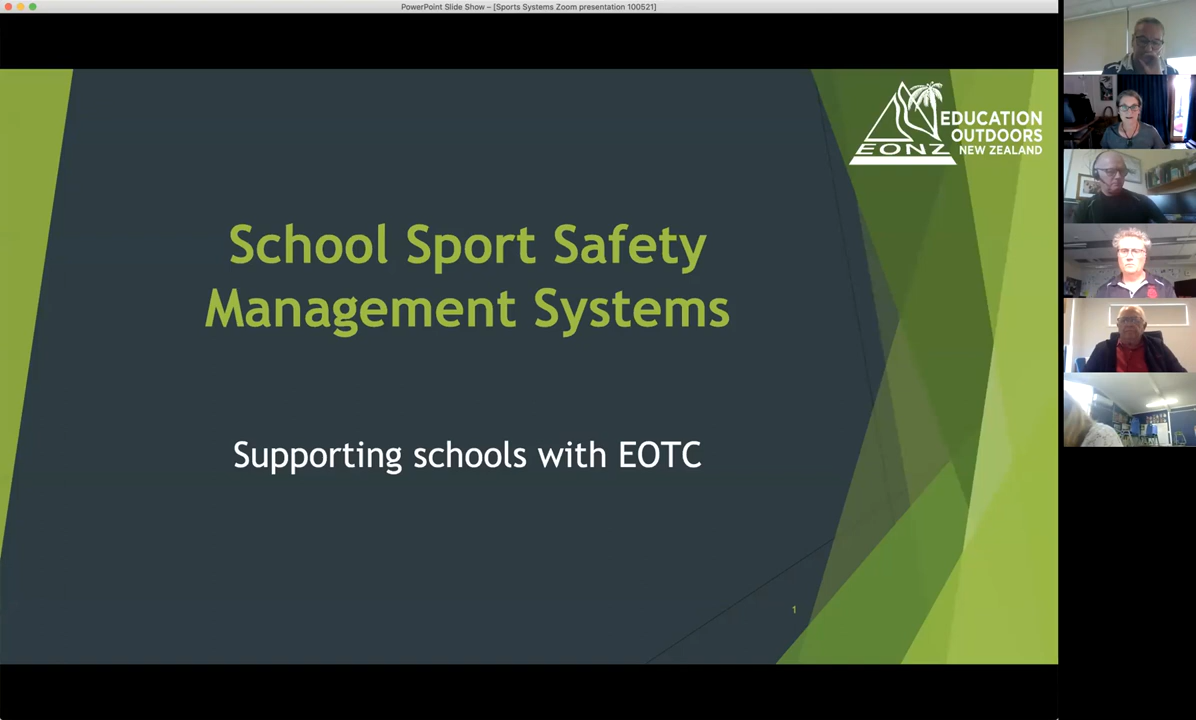 PowerPoint Slide Show – [Sports Systems Zoom presentation 100521]
EONZ
EDUCATION
OUTDOORS
NEW ZEALAND
School Sport Safety
Management Systems
Supporting schools with EOTC
1